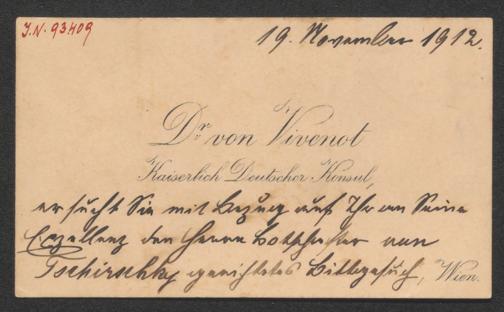 I.N. 93409
19. November 1912.
Dr von Vivenot
Kaiserlich Deutscher Konsul,
ersucht Sie mit Bezug auf Ihr an Seine
Exzellenz den Herrn Botschafter von
Tschirschky gerichtetes Bittgesuch, Wien.